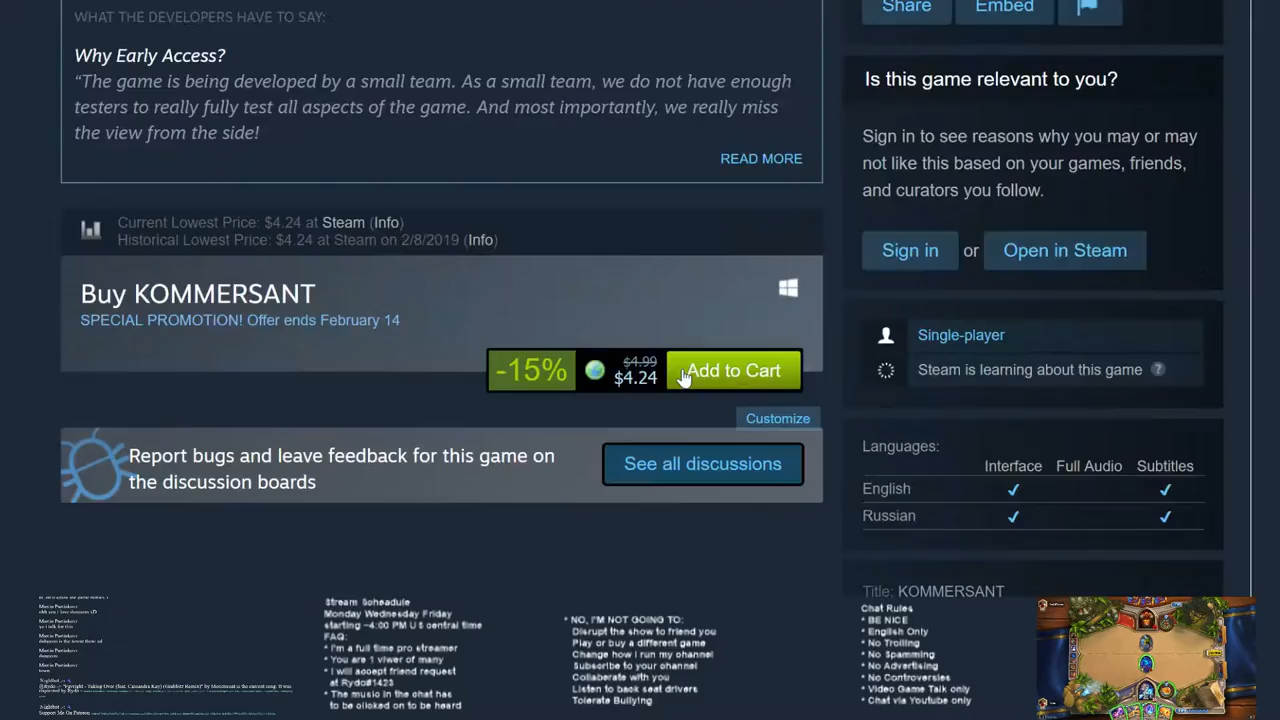 WHAT THE DEVELOPERS HAVE TO SAY:
Why Early Access?
“The game is being developed by a small team. As a small team, we do not have enough
testers to really fully test all aspects of the game. And most importantly, we really miss
the view from the side!
READ MORE
Current Lowest Price: $4.24 at Steam (Info)
Historical Lowest Price: $4.24 at Steam on 2/8/2019 (Info)
Buy KOMMERSANT
SPECIAL PROMOTION! Offer ends February 14
-15%
$4.99
$4.24
Add to Cart
Customize
Report bugs and leave feedback for this game on
the discussion boards
See all discussions
Share
Embed
Is this game relevant to you?
Sign in to see reasons why you may or may
not like this based on your games, friends,
and curators you follow.
Sign in or Open in Steam
Single-player
Steam is learning about this game ?
Languages:
Interface Full Audio Subtitles
English ✓ ✓
Russian ✓ ✓
Title: KOMMERSANT
Stream Scheadule
Monday Wednesday Friday
starting ~4:00 PM US central time
FAQ:
* I'm a full time pro streamer
* You are 1 viwer of many
* I will accept friend request
at Rydo#1423
* The music in the chat has
to be clicked on to be heard
* NO, I'M NOT GOING TO:
Disrupt the show to friend you
Play or buy a different game
Change how I run my channel
Subscribe to your channel
Collaborate with you
Listen to back seat drivers
Tolerate Bullying
Chat Rules
* BE NICE
* English Only
* No Trolling
* No Spamming
* No Advertising
* No Controversies
* Video Game Talk only
* Chat via Youtube only